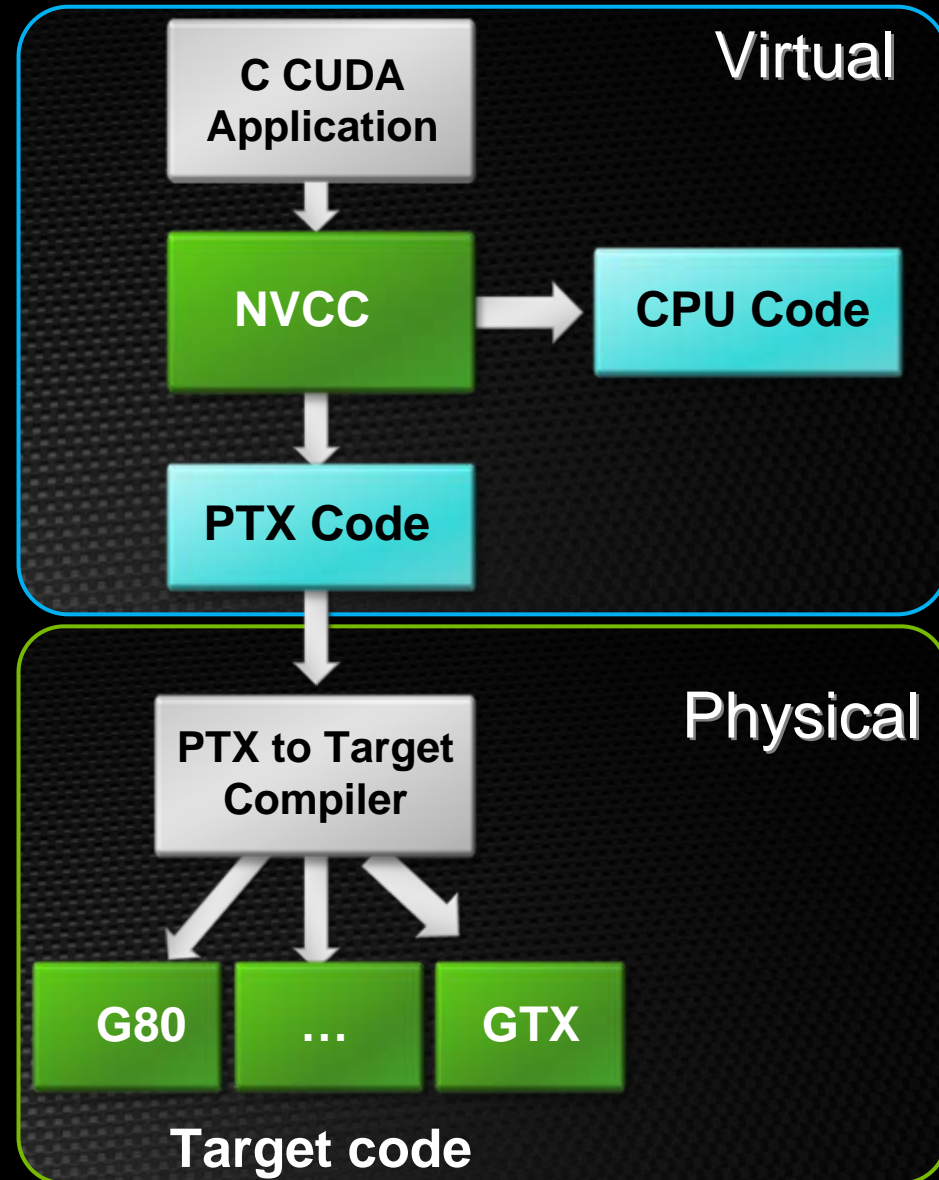 Virtual
C CUDA
Application
NVCC
CPU Code
PTX Code
Physical
PTX to Target
Compiler
G80
...
GTX
Target code